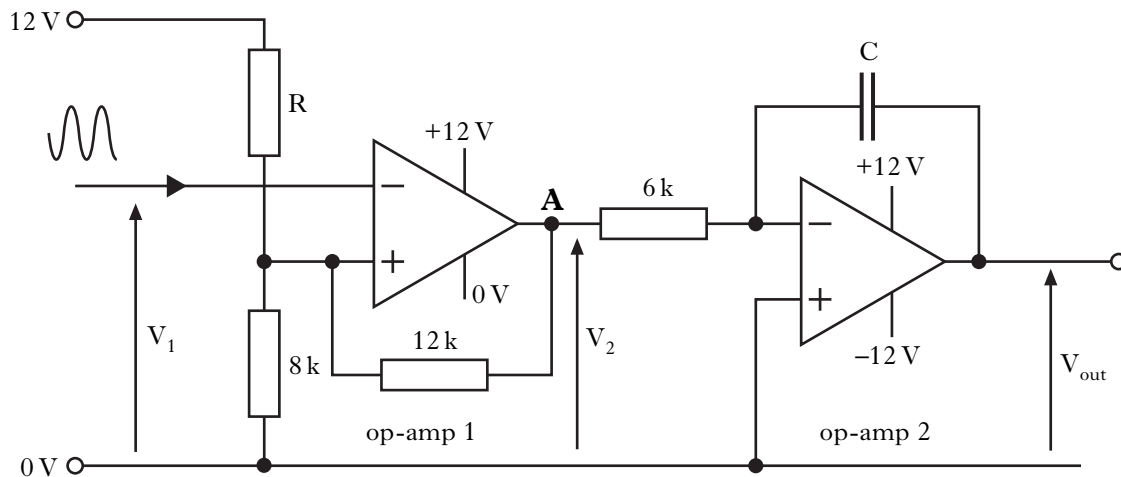 12 V
R
C
+12 V
+12 V
A
6 k
–
–
+
+
0 V
V1
12 k
V2
8 k
–12 V
Vout
op-amp 1
op-amp 2
0 V